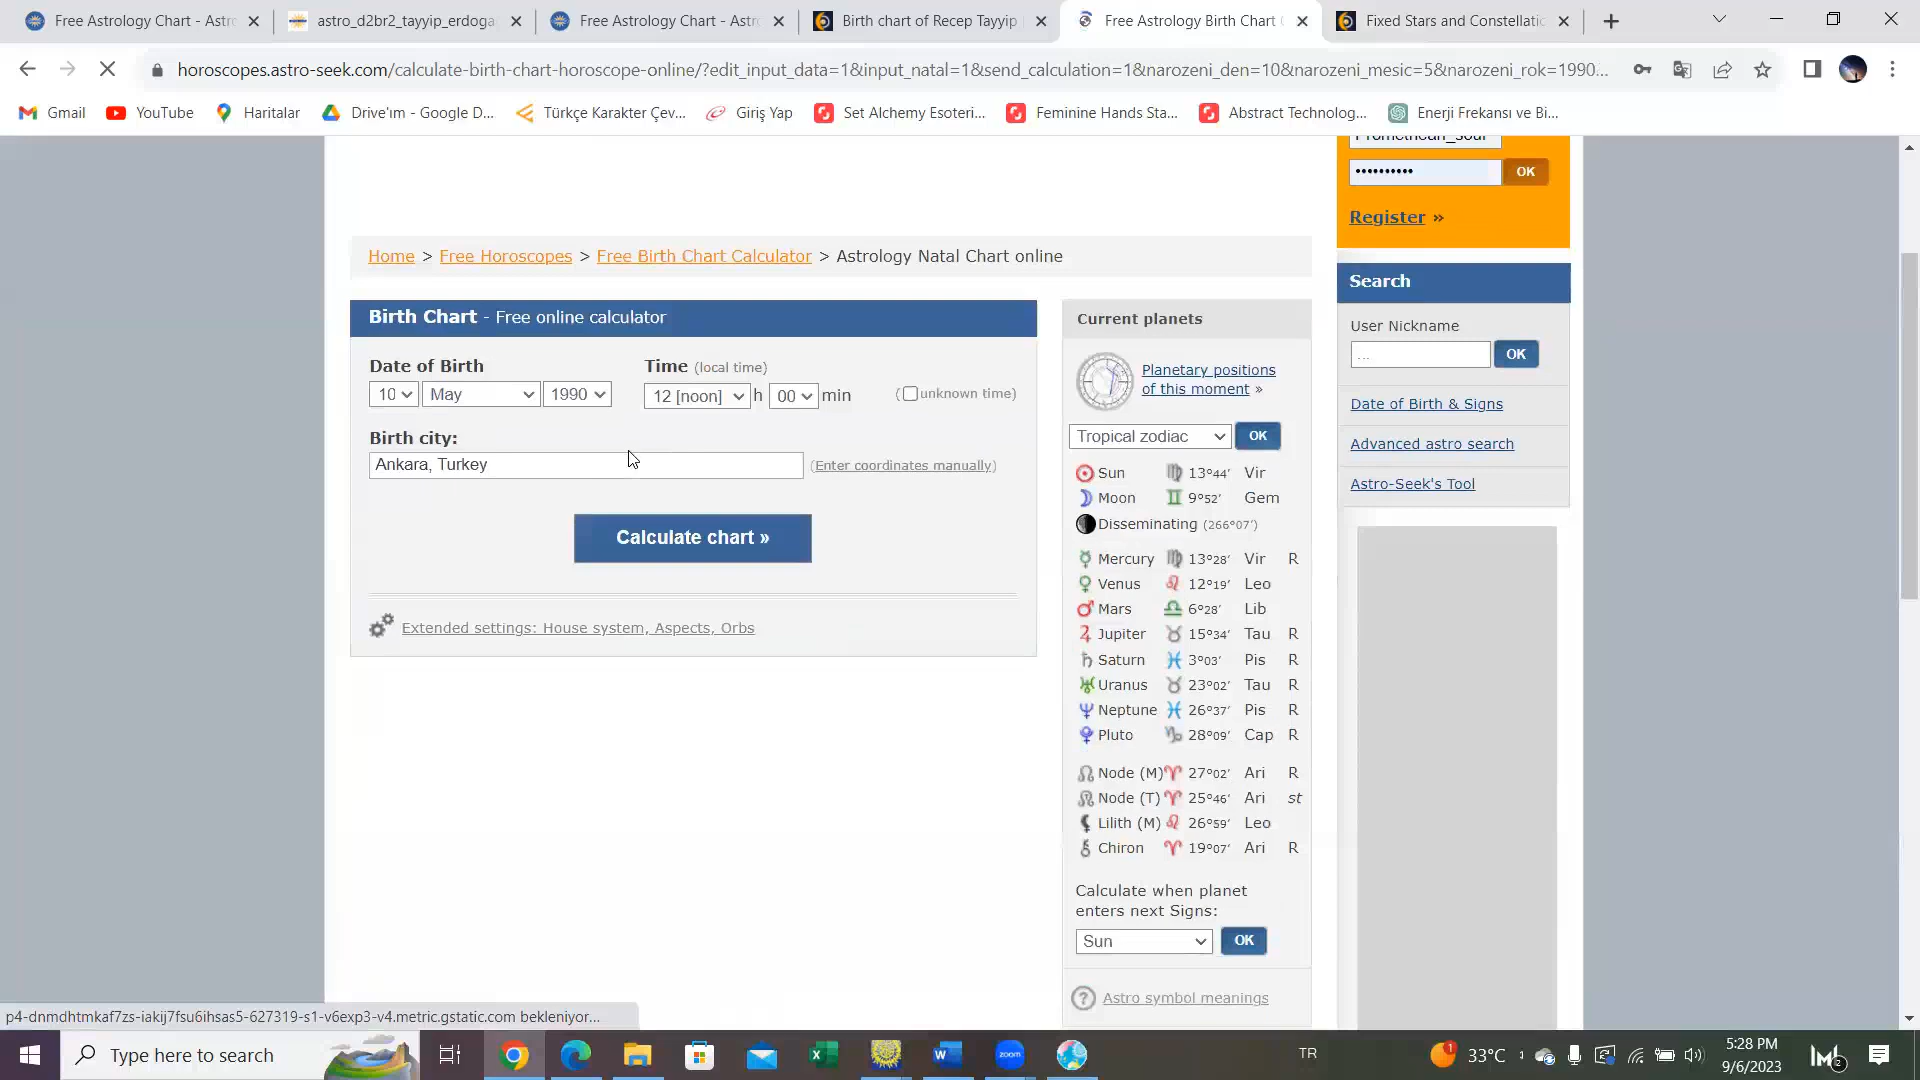 Free Astrology Chart - Astr
astro_d2br2_tayyip_erdoga
Free Astrology Chart - Astr
Birth chart of Recep Tayyip
Free Astrology Birth Chart
Fixed Stars and Constellatio
horoscopes.astro-seek.com/calculate-birth-chart-horoscope-online/?edit_input_data=1&input_natal=1&send_calculation=1&narozeni_den=10&narozeni_mesic=5&narozeni_rok=1990...
Gmail
YouTube
Haritalar
Drive'ım - Google D...
Türkçe Karakter Çev...
Giriş Yap
Set Alchemy Esoteri...
Feminine Hands Sta...
Abstract Technolog...
Enerji Frekansı ve Bi...
Promethean_soul
•••••••••• OK
Register »
Home > Free Horoscopes > Free Birth Chart Calculator > Astrology Natal Chart online
Birth Chart - Free online calculator
Date of Birth Time (local time)
10 May 1990 12 [noon] h 00 min (unknown time)
Birth city:
Ankara, Turkey (Enter coordinates manually)
Calculate chart »
Extended settings: House system, Aspects, Orbs
Current planets
Planetary positions
of this moment »
Tropical zodiac OK
Sun 13°44' Vir
Moon 9°52' Gem
Disseminating (266°07')
Mercury 13°28' Vir R
Venus 12°19' Leo
Mars 6°28' Lib
Jupiter 15°34' Tau R
Saturn 3°03' Pis R
Uranus 23°02' Tau R
Neptune 26°37' Pis R
Pluto 28°09' Cap R
Node (M) 27°02' Ari R
Node (T) 25°46' Ari st
Lilith (M) 26°59' Leo
Chiron 19°07' Ari R
Calculate when planet
enters next Signs:
Sun OK
Astro symbol meanings
Search
User Nickname
... OK
Date of Birth & Signs
Advanced astro search
Astro-Seek's Tool
p4-dnmdhtmkaf7zs-iakij7fsu6ihsas5-627319-s1-v6exp3-v4.metric.gstatic.com bekleniyor...
Type here to search
zoom
TR
1
33°C
5:28 PM
9/6/2023
2